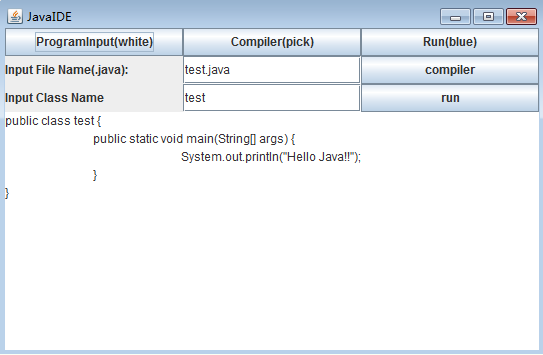 JavaIDE
ProgramInput(white) Compiler(pick) Run(blue)
Input File Name(.java): test.java compiler
Input Class Name test run
public class test {
public static void main(String[] args) {
System.out.println("Hello Java!!");
}
}